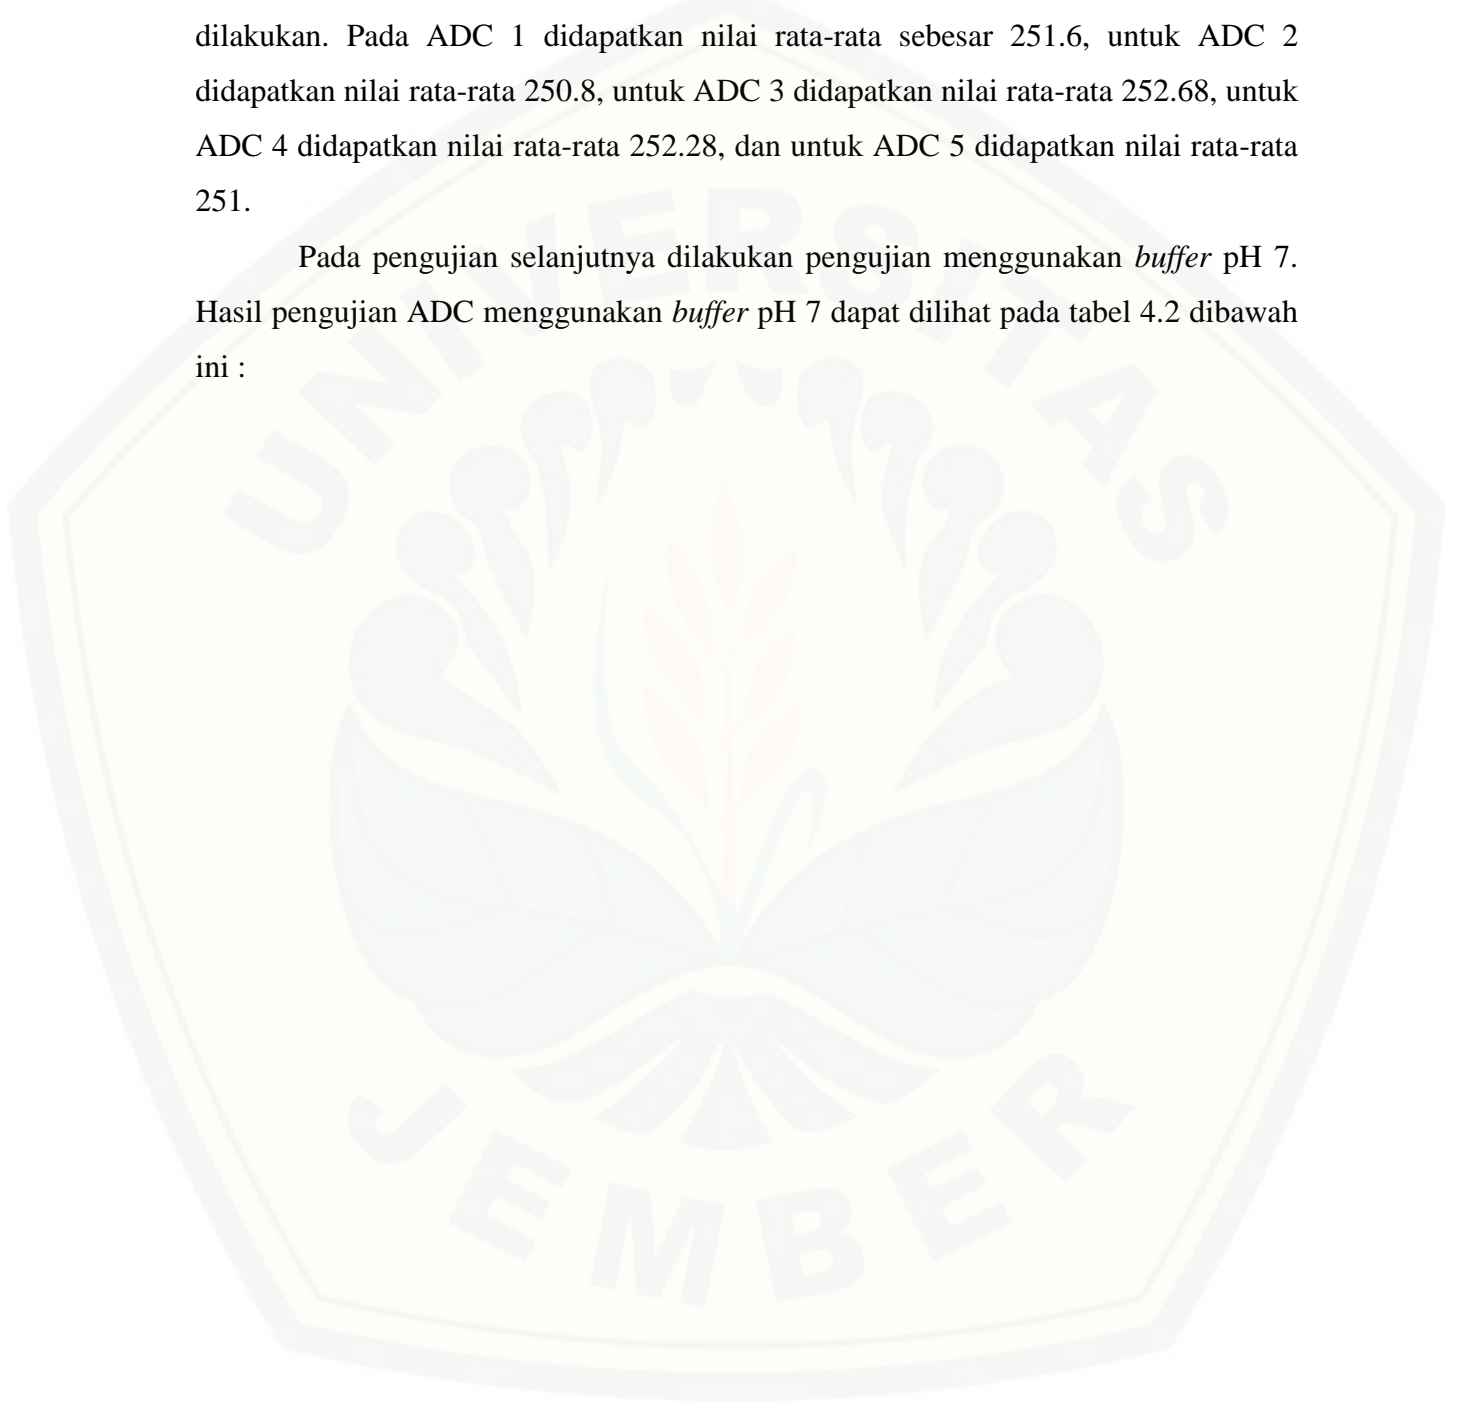 dilakukan. Pada ADC 1 didapatkan nilai rata-rata sebesar 251.6, untuk ADC 2
didapatkan nilai rata-rata 250.8, untuk ADC 3 didapatkan nilai rata-rata 252.68, untuk
ADC 4 didapatkan nilai rata-rata 252.28, dan untuk ADC 5 didapatkan nilai rata-rata
251.
Pada pengujian selanjutnya dilakukan pengujian menggunakan buffer pH 7.
Hasil pengujian ADC menggunakan buffer pH 7 dapat dilihat pada tabel 4.2 dibawah
ini :
UNIVERSITAS
JEMBER